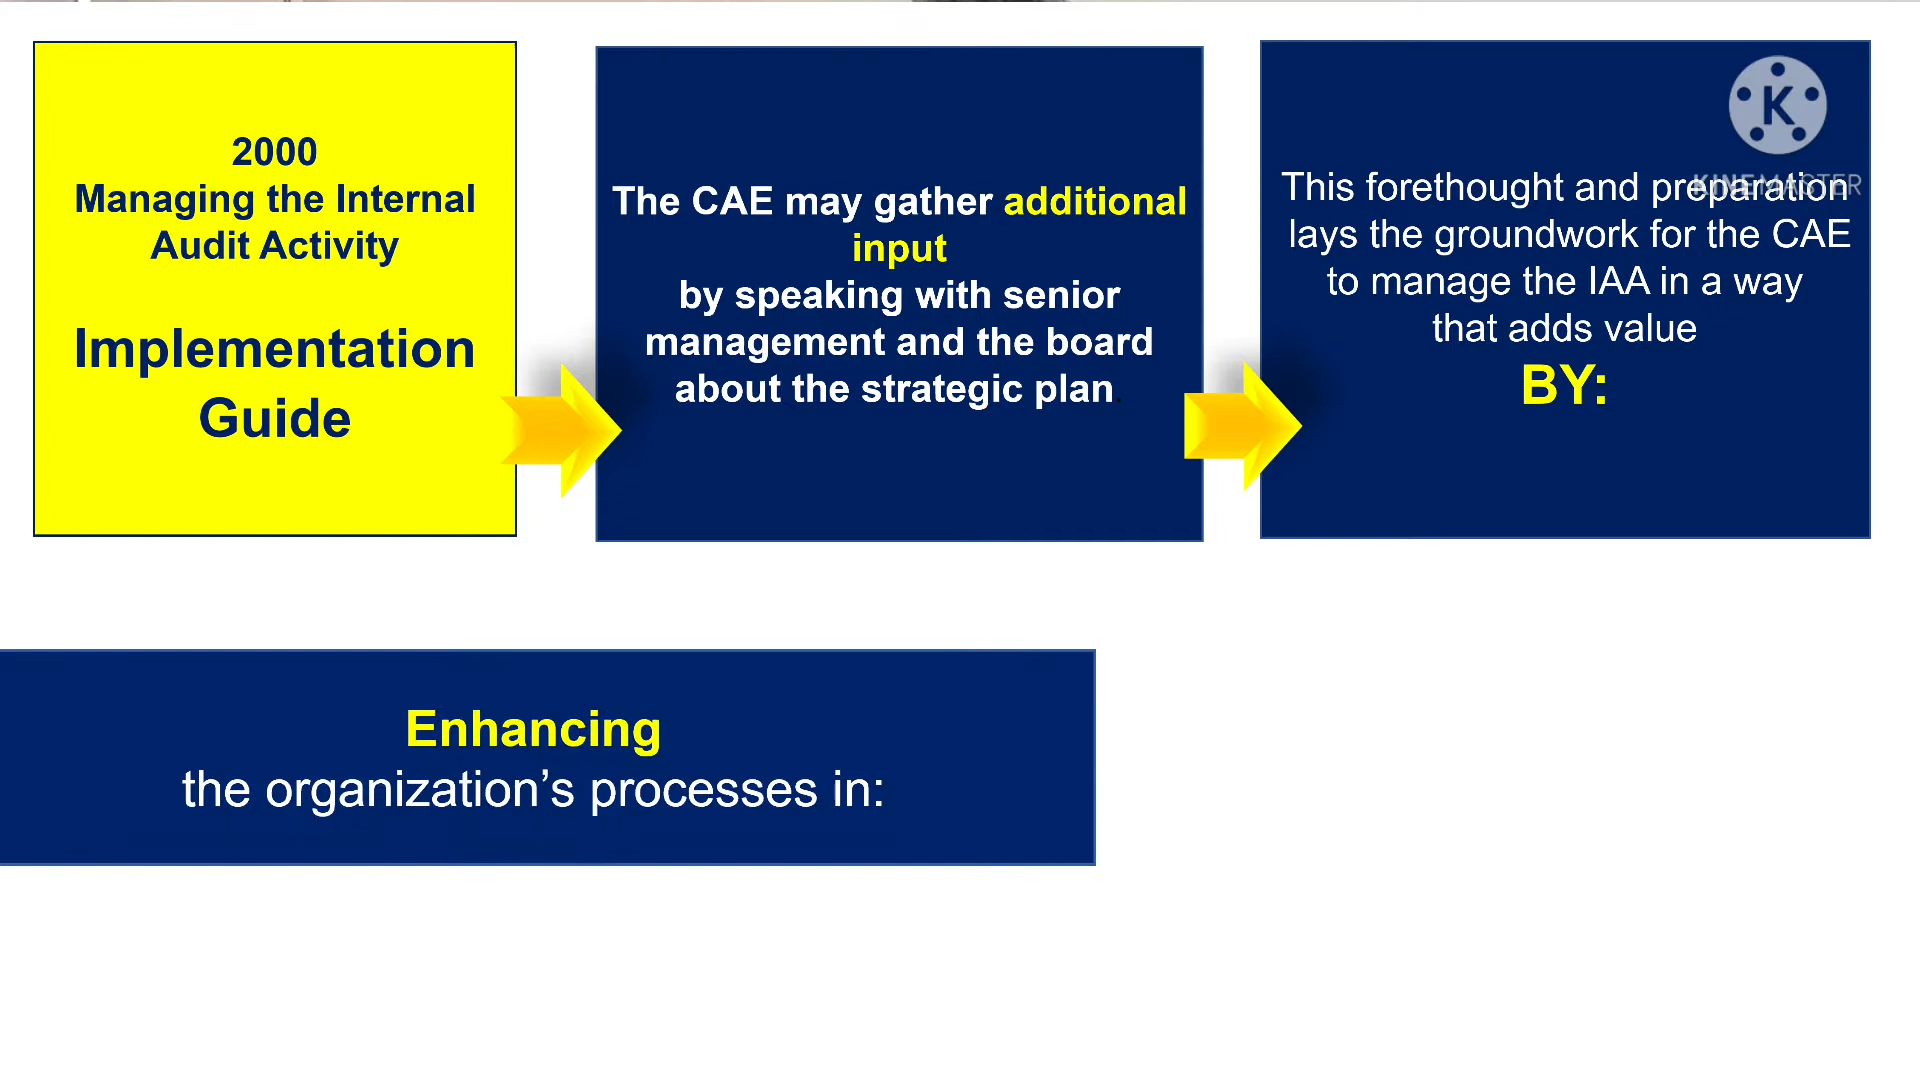 2000
Managing the Internal
Audit Activity
Implementation
Guide
The CAE may gather additional
input
by speaking with senior
management and the board
about the strategic plan.
K
KINEMASTER
This forethought and preparation
lays the groundwork for the CAE
to manage the IAA in a way
that adds value
BY:
Enhancing
the organization’s processes in: